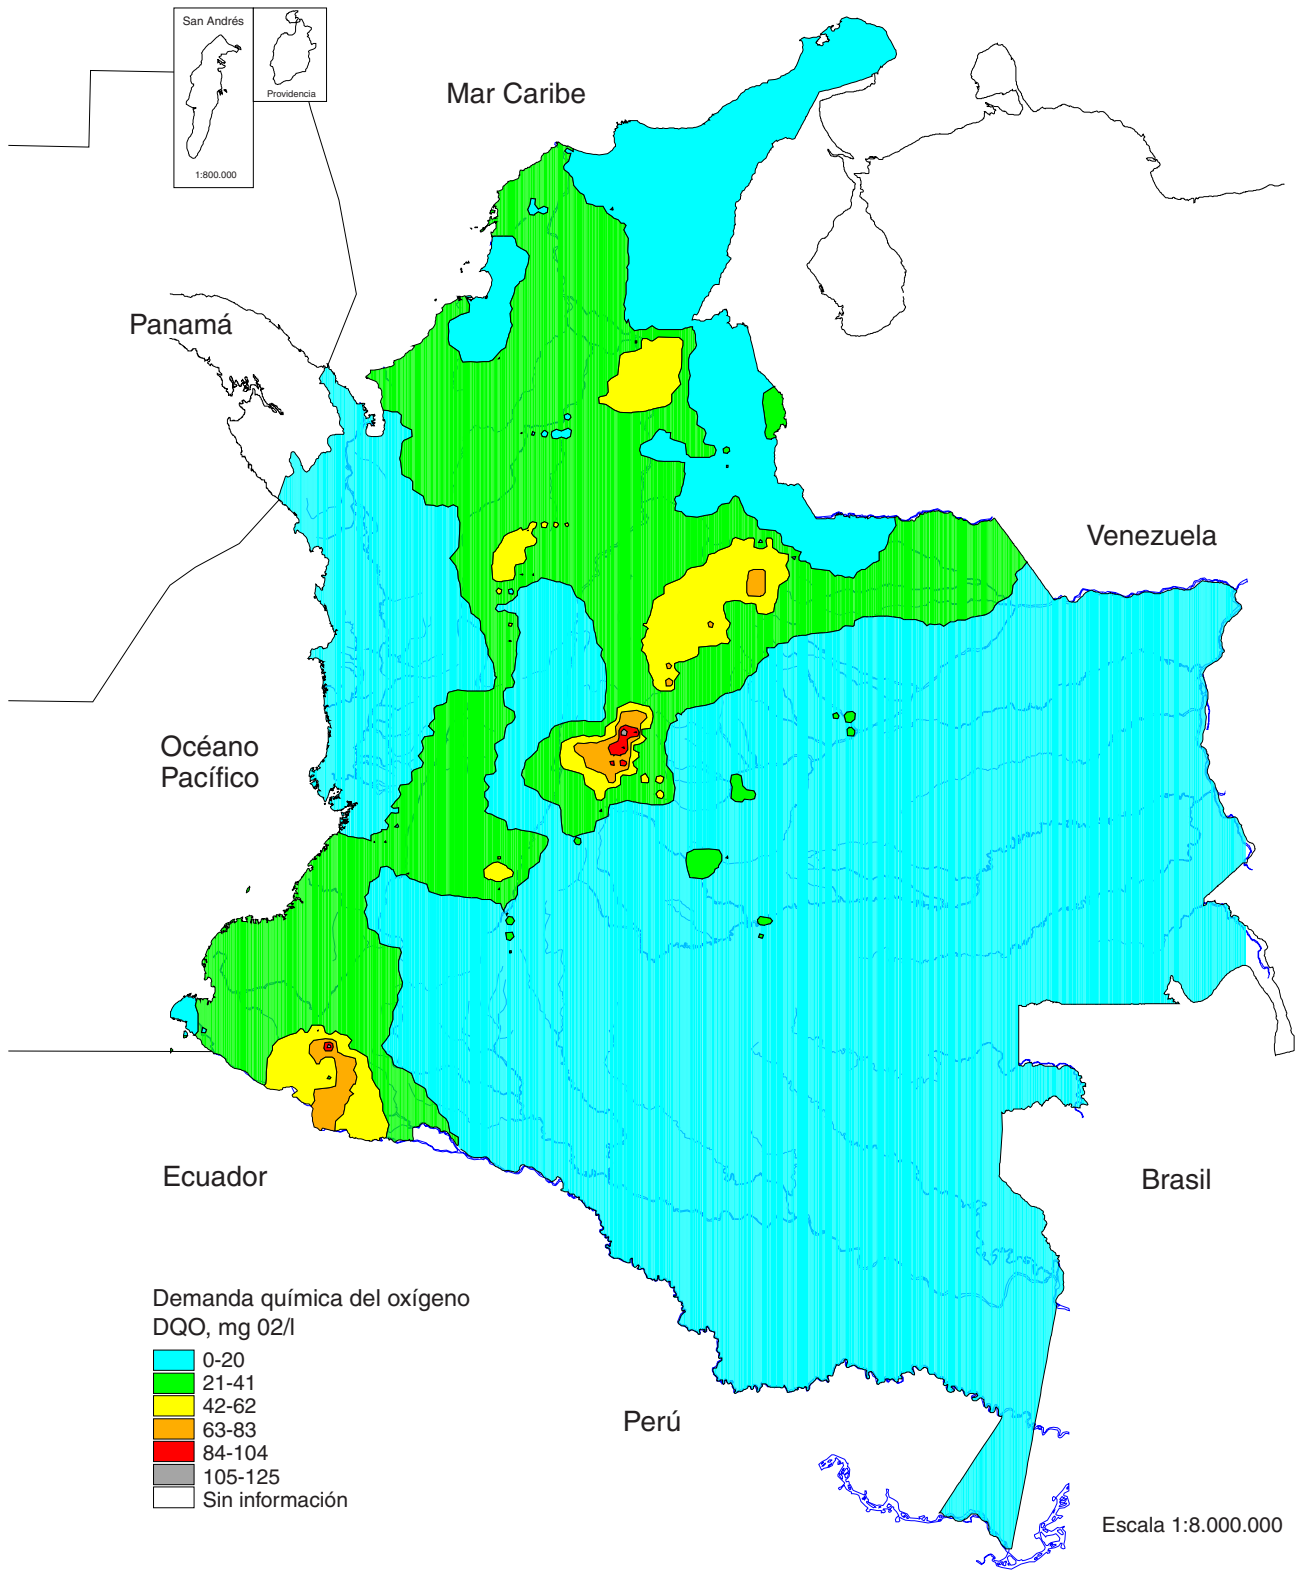 San Andrés
Providencia
1:800.000
Mar Caribe
Panamá
Venezuela
Océano
Pacífico
Ecuador
Brasil
Perú
Demanda química del oxígeno
DQO, mg 02/l
0-20
21-41
42-62
63-83
84-104
105-125
Sin información
Escala 1:8.000.000